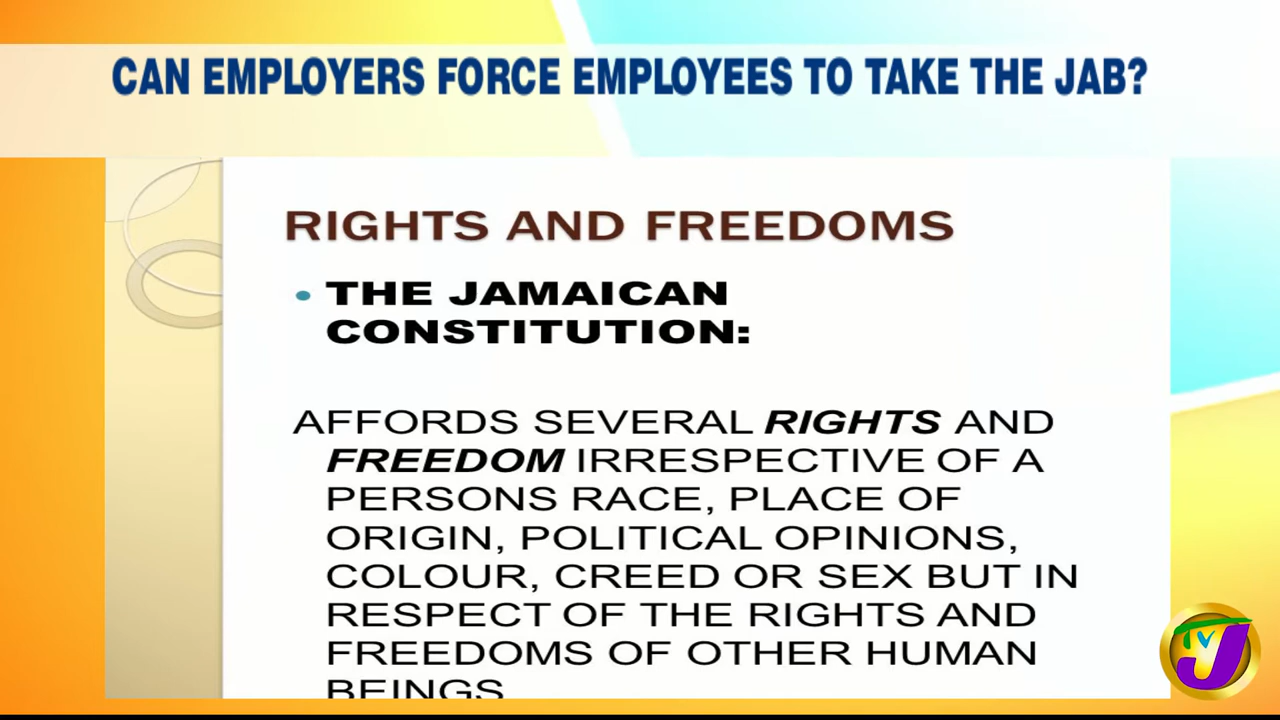 CAN EMPLOYERS FORCE EMPLOYEES TO TAKE THE JAB?
RIGHTS AND FREEDOMS
• THE JAMAICAN
CONSTITUTION:
AFFORDS SEVERAL RIGHTS AND
FREEDOM IRRESPECTIVE OF A
PERSONS RACE, PLACE OF
ORIGIN, POLITICAL OPINIONS,
COLOUR, CREED OR SEX BUT IN
RESPECT OF THE RIGHTS AND
FREEDOMS OF OTHER HUMAN
BEINGS
TVJ